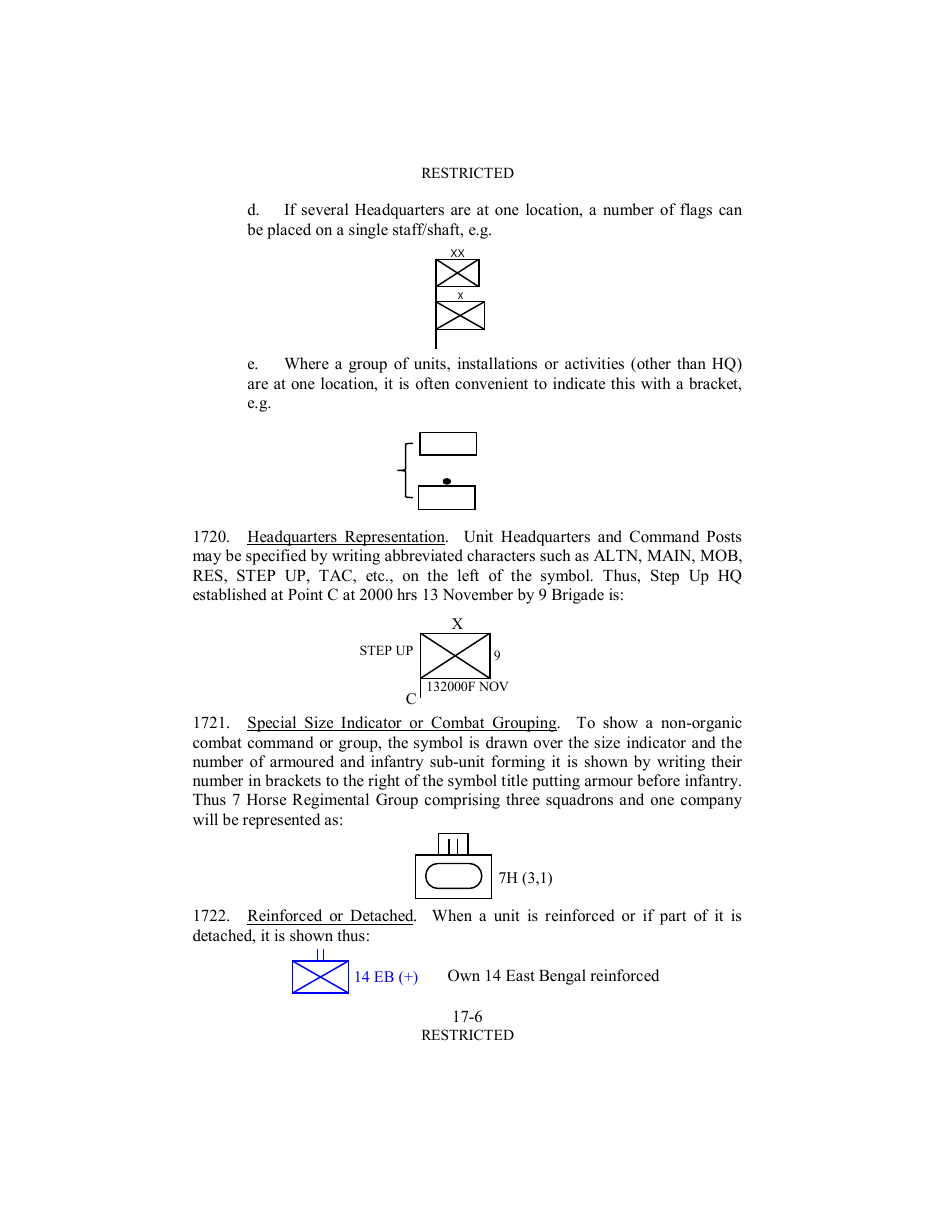 RESTRICTED
d. If several Headquarters are at one location, a number of flags can
be placed on a single staff/shaft, e.g.
XX
X
e. Where a group of units, installations or activities (other than HQ)
are at one location, it is often convenient to indicate this with a bracket,
e.g.
1720. Headquarters Representation. Unit Headquarters and Command Posts
may be specified by writing abbreviated characters such as ALTN, MAIN, MOB,
RES, STEP UP, TAC, etc., on the left of the symbol. Thus, Step Up HQ
established at Point C at 2000 hrs 13 November by 9 Brigade is:
X
STEP UP
9
132000F NOV
C
1721. Special Size Indicator or Combat Grouping. To show a non-organic
combat command or group, the symbol is drawn over the size indicator and the
number of armoured and infantry sub-unit forming it is shown by writing their
number in brackets to the right of the symbol title putting armour before infantry.
Thus 7 Horse Regimental Group comprising three squadrons and one company
will be represented as:
7H (3,1)
1722. Reinforced or Detached. When a unit is reinforced or if part of it is
detached, it is shown thus:
14 EB (+) Own 14 East Bengal reinforced
17-6
RESTRICTED